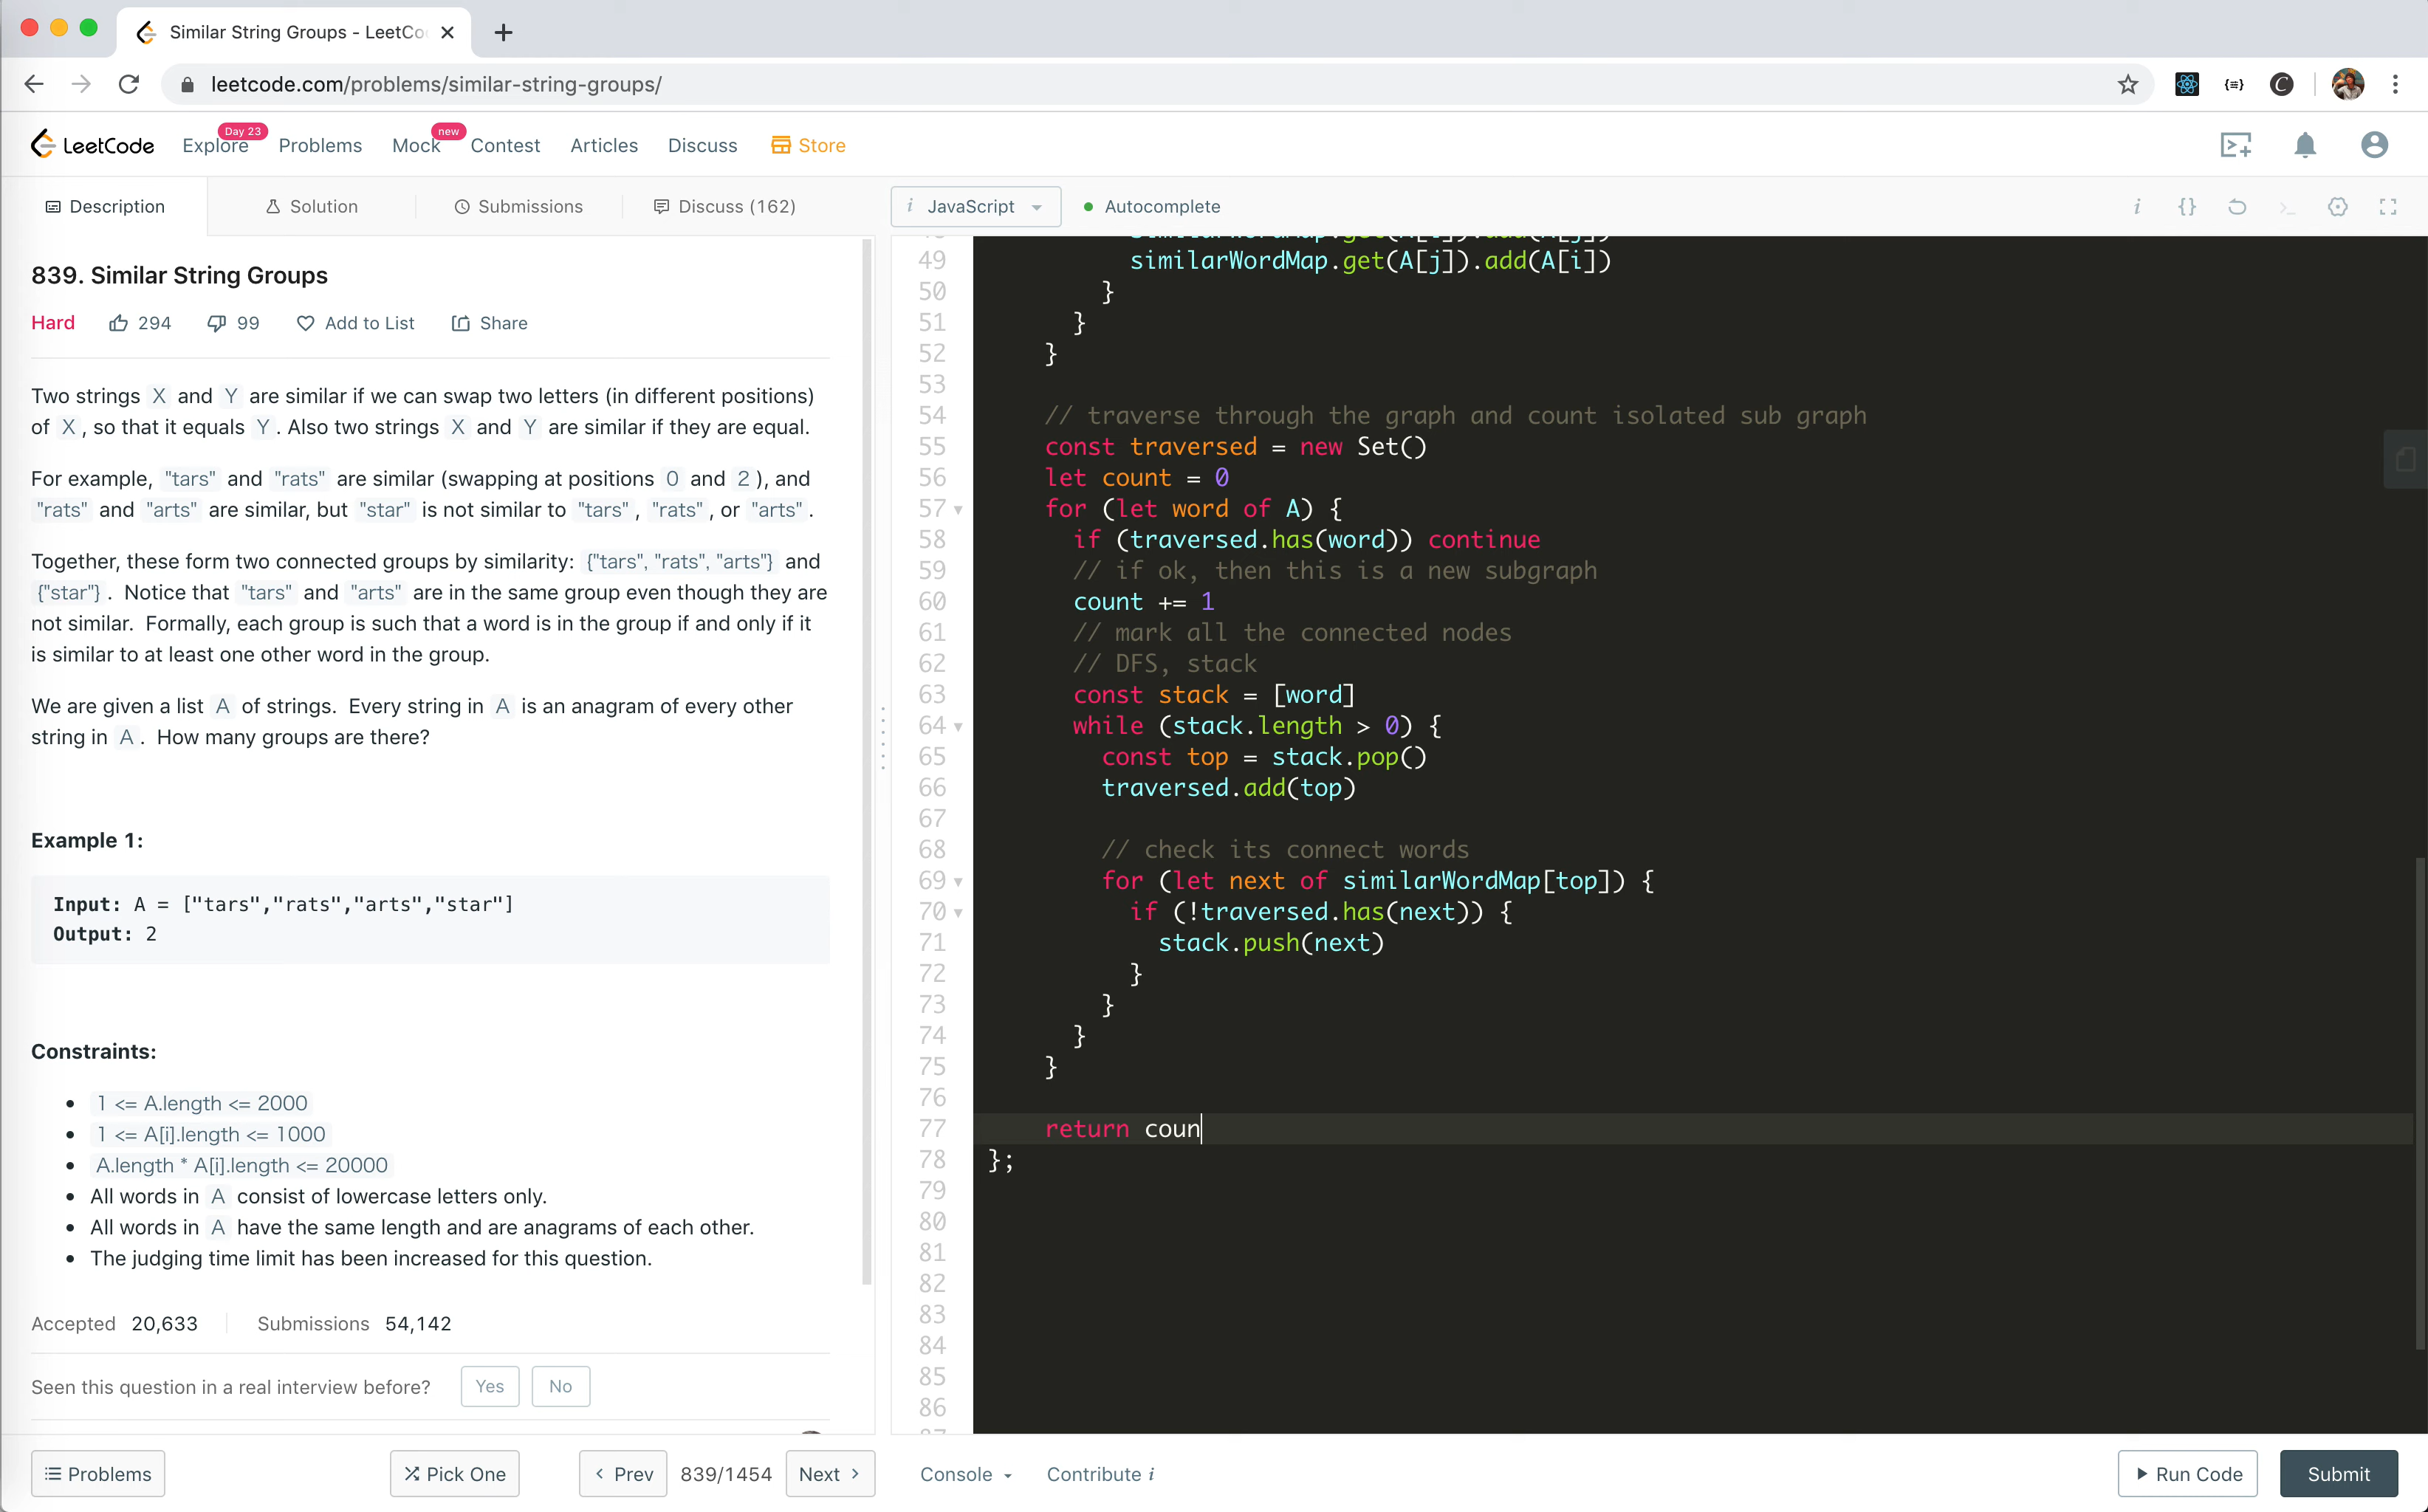 Similar String Groups - LeetCo
leetcode.com/problems/similar-string-groups/
LeetCode
Explore
Day 23
Problems
Mock
new
Contest
Articles
Discuss
Store
Description
Solution
Submissions
Discuss (162)
i JavaScript
Autocomplete
839. Similar String Groups
Hard
294
99
Add to List
Share
Two strings X and Y are similar if we can swap two letters (in different positions)
of X, so that it equals Y. Also two strings X and Y are similar if they are equal.
For example, "tars" and "rats" are similar (swapping at positions 0 and 2), and
"rats" and "arts" are similar, but "star" is not similar to "tars", "rats", or "arts".
Together, these form two connected groups by similarity: {"tars", "rats", "arts"} and
{"star"}. Notice that "tars" and "arts" are in the same group even though they are
not similar. Formally, each group is such that a word is in the group if and only if it
is similar to at least one other word in the group.
We are given a list A of strings. Every string in A is an anagram of every other
string in A. How many groups are there?
Example 1:
Input: A = ["tars","rats","arts","star"]
Output: 2
Constraints:
1 <= A.length <= 2000
1 <= A[i].length <= 1000
A.length * A[i].length <= 20000
All words in A consist of lowercase letters only.
All words in A have the same length and are anagrams of each other.
The judging time limit has been increased for this question.
Accepted 20,633
Submissions 54,142
Seen this question in a real interview before?
Yes
No
49 similarWordMap.get(A[j]).add(A[i])
50 }
51 }
52 }
53
54 // traverse through the graph and count isolated sub graph
55 const traversed = new Set()
56 let count = 0
57 for (let word of A) {
58 if (traversed.has(word)) continue
59 // if ok, then this is a new subgraph
60 count += 1
61 // mark all the connected nodes
62 // DFS, stack
63 const stack = [word]
64 while (stack.length > 0) {
65 const top = stack.pop()
66 traversed.add(top)
67
68 // check its connect words
69 for (let next of similarWordMap[top]) {
70 if (!traversed.has(next)) {
71 stack.push(next)
72 }
73 }
74 }
75 }
76
77 return coun
78 };
79
80
81
82
83
84
85
86
Problems
Pick One
Prev
839/1454
Next
Console
Contribute i
Run Code
Submit